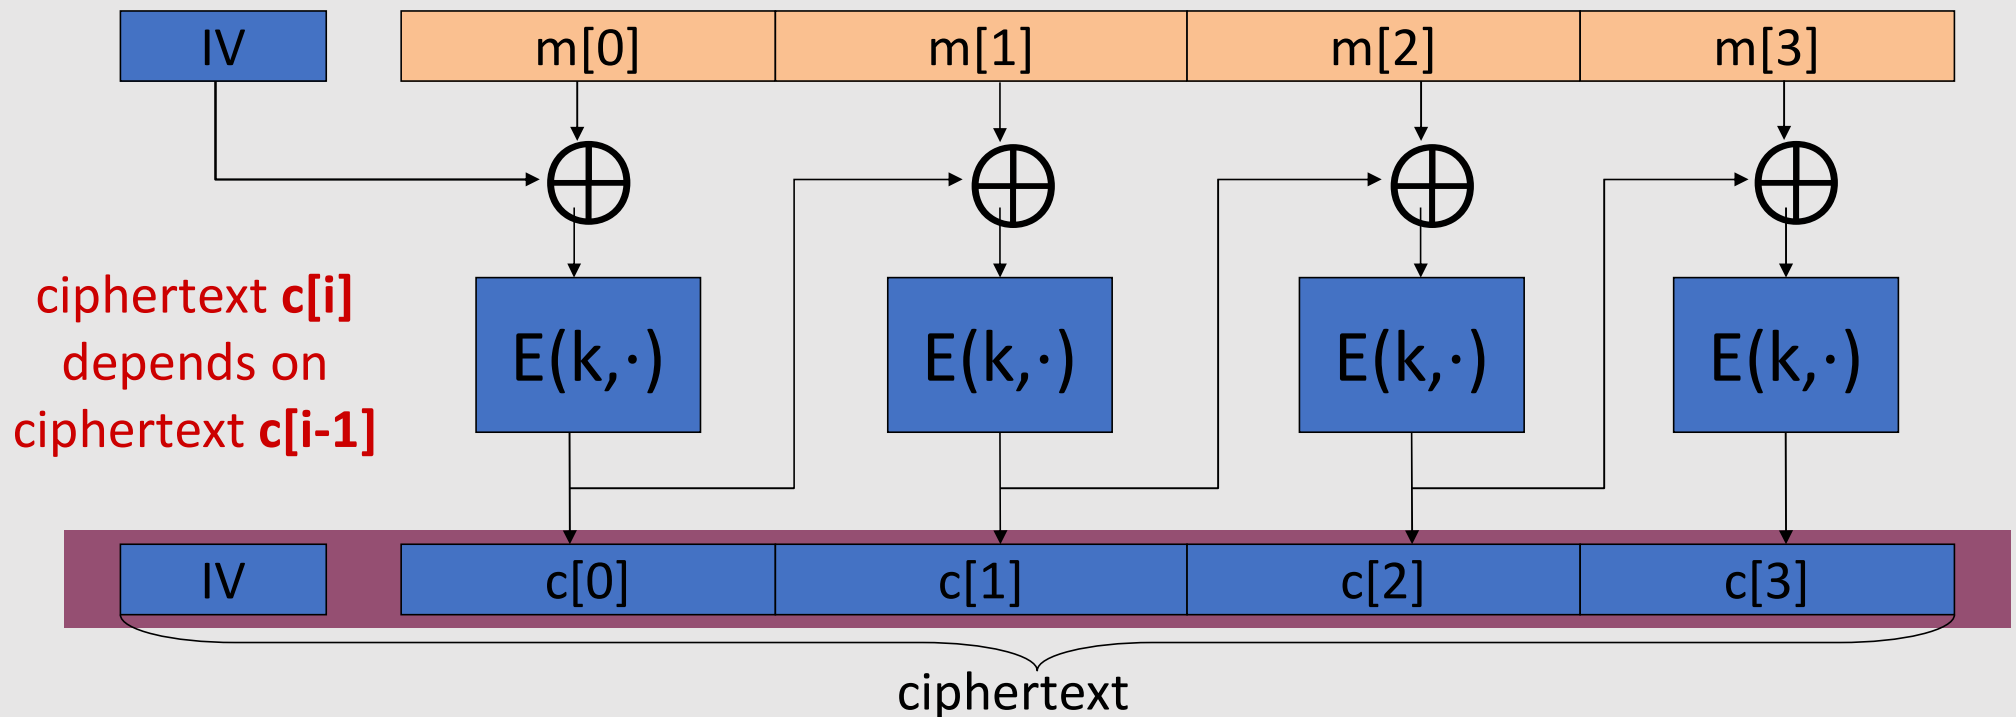 IV m[0] m[1] m[2] m[3]
ciphertext c[i]
depends on
ciphertext c[i-1]
E(k,·) E(k,·) E(k,·) E(k,·)
IV c[0] c[1] c[2] c[3]
ciphertext